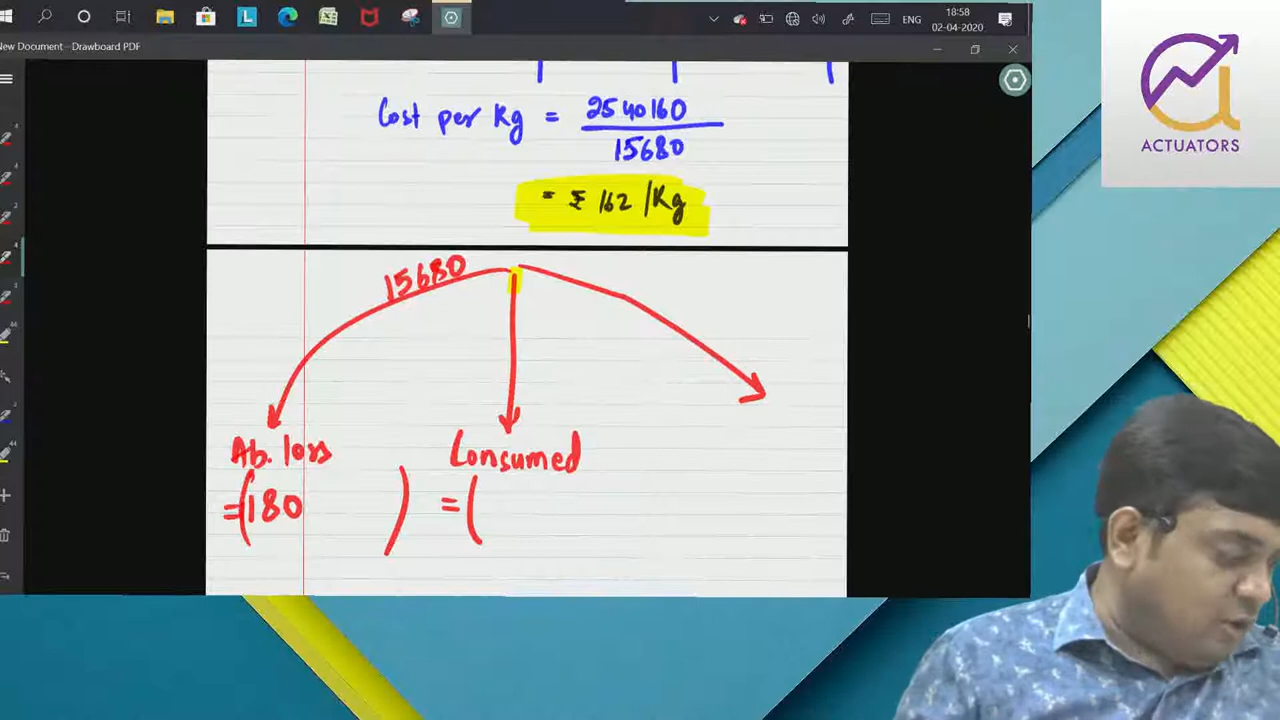 18:58
ENG
02-04-2020
New Document - Drawboard PDF
Cost per Kg = 2540160
15680
= ₹ 162 /Kg
15680
Ab. loss
Consumed
=(180 )
=(
ACTUATORS